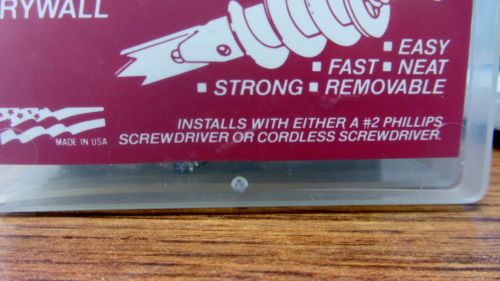 RYWALL
▪ EASY
▪ FAST ▪ NEAT
▪ STRONG ▪ REMOVABLE
MADE IN USA
INSTALLS WITH EITHER A #2 PHILLIPS
SCREWDRIVER OR CORDLESS SCREWDRIVER.